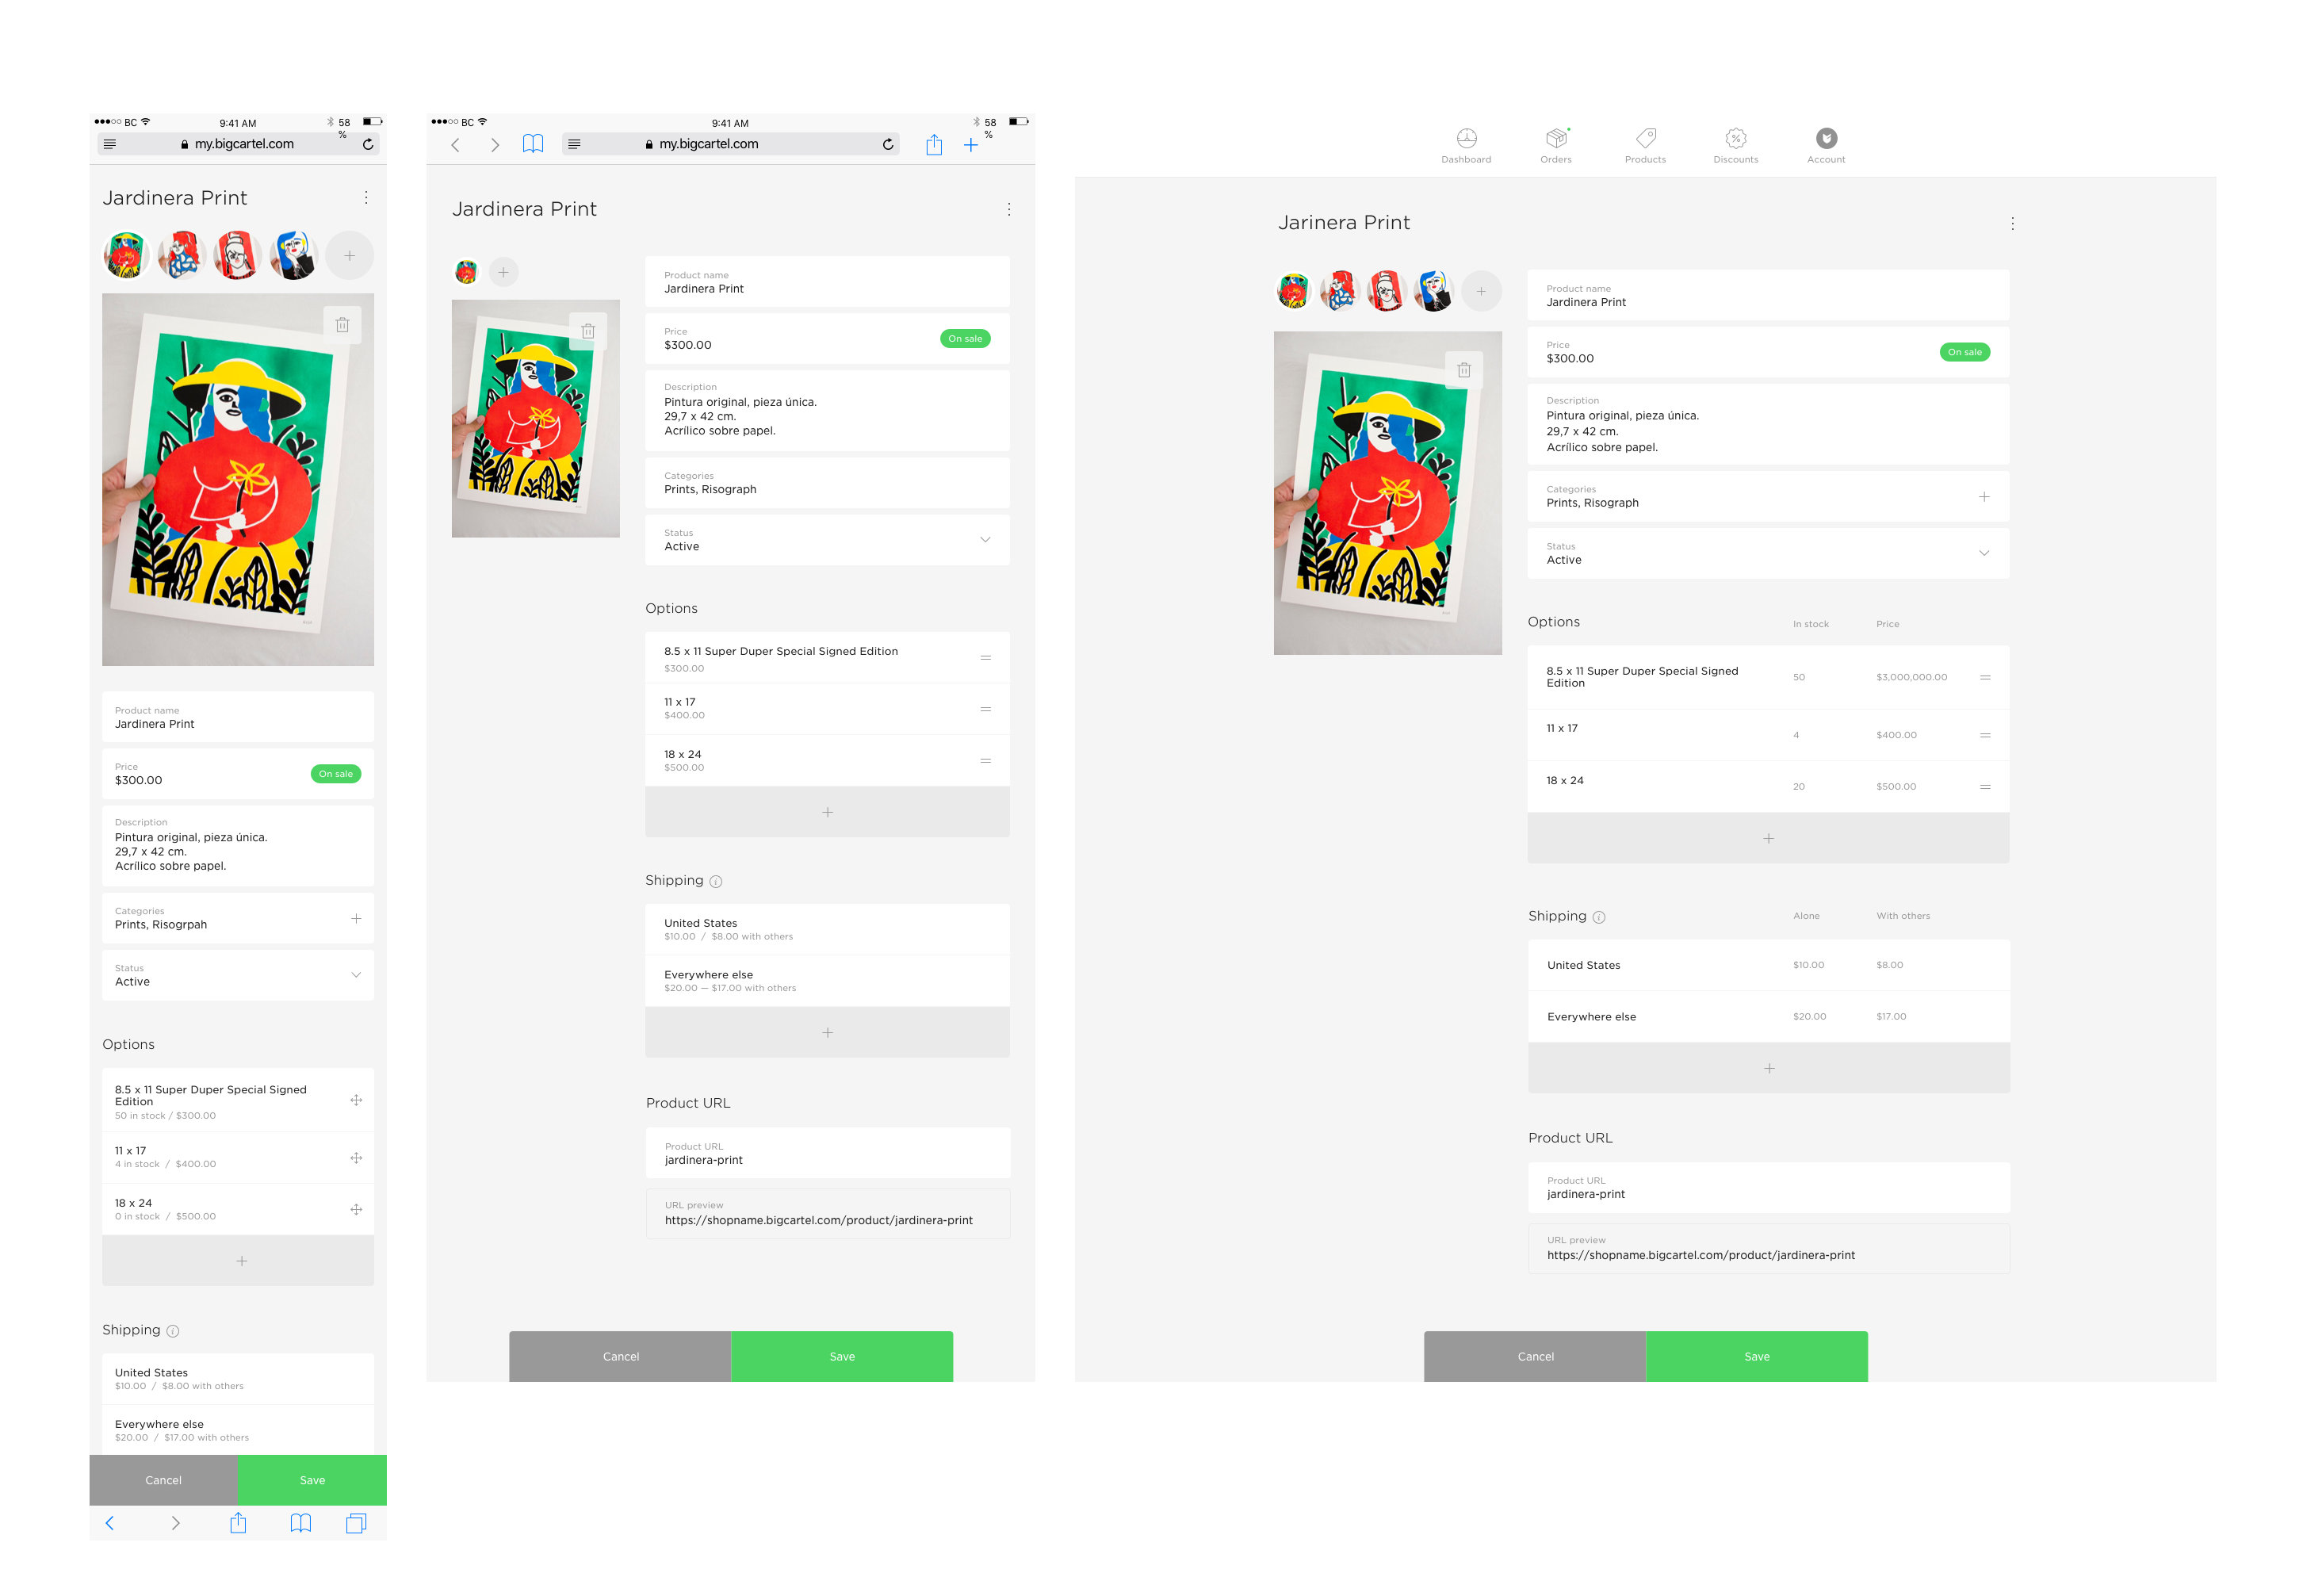 BC
9:41 AM
58
%
my.bigcartel.com
Jardinera Print
Product name
Jardinera Print
Price
$300.00
On sale
Description
Pintura original, pieza única.
29,7 x 42 cm.
Acrílico sobre papel.
Categories
Prints, Risogrpah
Status
Active
Options
8.5 x 11 Super Duper Special Signed
Edition
50 in stock / $300.00
11 x 17
4 in stock / $400.00
18 x 24
0 in stock / $500.00
Shipping
United States
$10.00 / $8.00 with others
Everywhere else
$20.00 / $17.00 with others
Cancel
Save
BC
9:41 AM
58
%
my.bigcartel.com
Jardinera Print
Product name
Jardinera Print
Price
$300.00
On sale
Description
Pintura original, pieza única.
29,7 x 42 cm.
Acrílico sobre papel.
Categories
Prints, Risograph
Status
Active
Options
8.5 x 11 Super Duper Special Signed Edition
$300.00
11 x 17
$400.00
18 x 24
$500.00
Shipping
United States
$10.00 / $8.00 with others
Everywhere else
$20.00 — $17.00 with others
Product URL
Product URL
jardinera-print
URL preview
https://shopname.bigcartel.com/product/jardinera-print
Cancel
Save
Dashboard
Orders
Products
Discounts
Account
Jarinera Print
Product name
Jardinera Print
Price
$300.00
On sale
Description
Pintura original, pieza única.
29,7 x 42 cm.
Acrílico sobre papel.
Categories
Prints, Risograph
Status
Active
Options In stock Price
8.5 x 11 Super Duper Special Signed
Edition
50 $3,000,000.00
11 x 17
4 $400.00
18 x 24
20 $500.00
Shipping Alone With others
United States $10.00 $8.00
Everywhere else $20.00 $17.00
Product URL
Product URL
jardinera-print
URL preview
https://shopname.bigcartel.com/product/jardinera-print
Cancel
Save